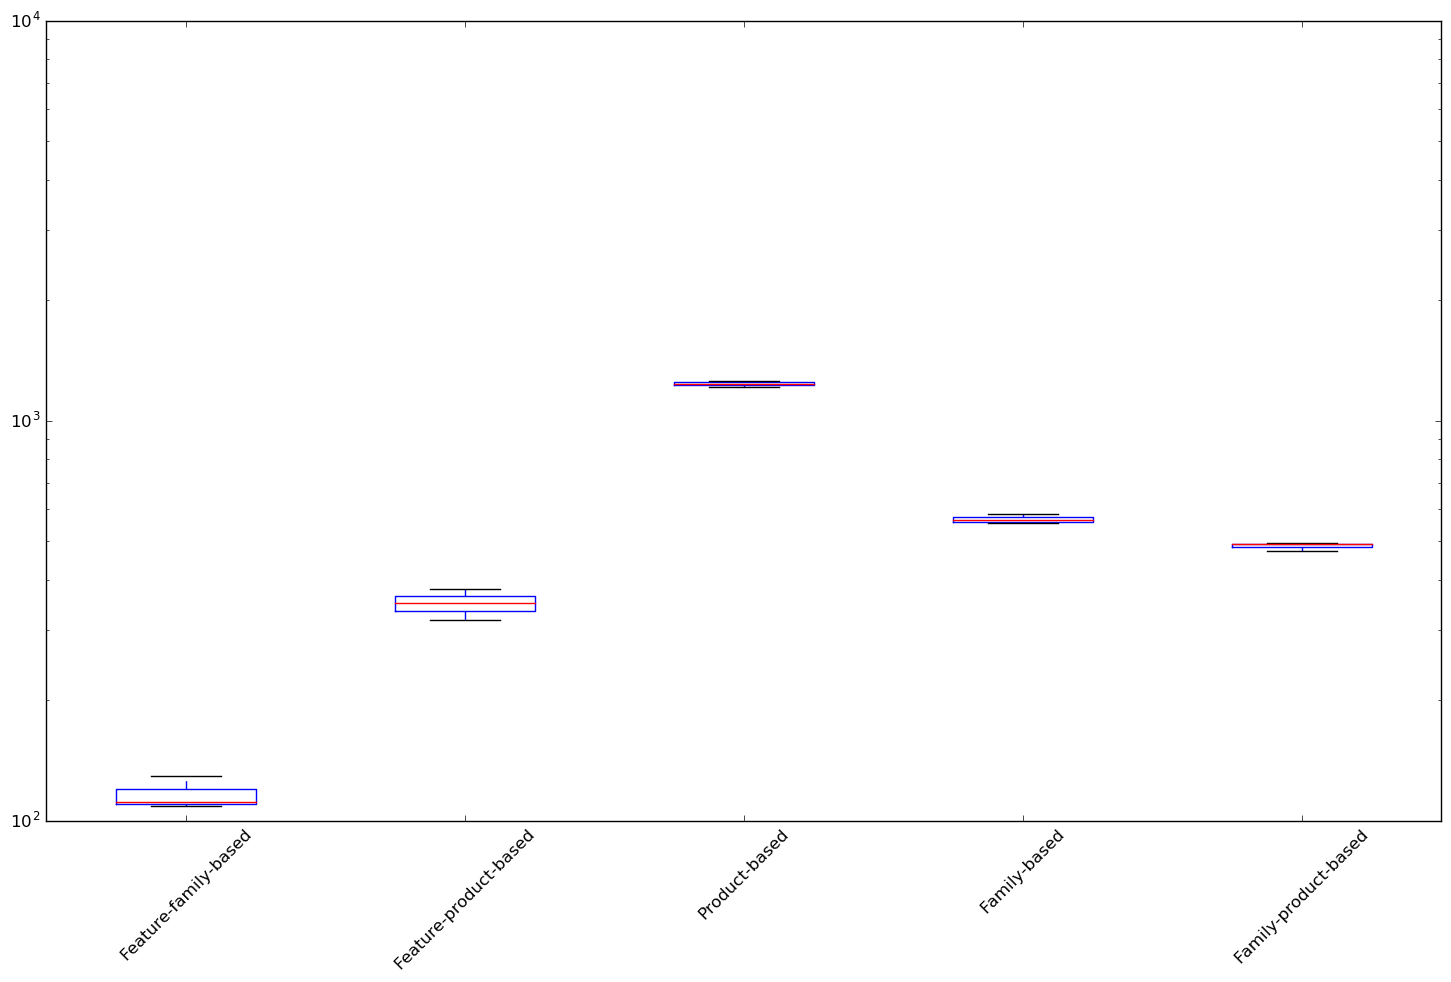 10^4
10^3
10^2
Feature-family-based
Feature-product-based
Product-based
Family-based
Family-product-based